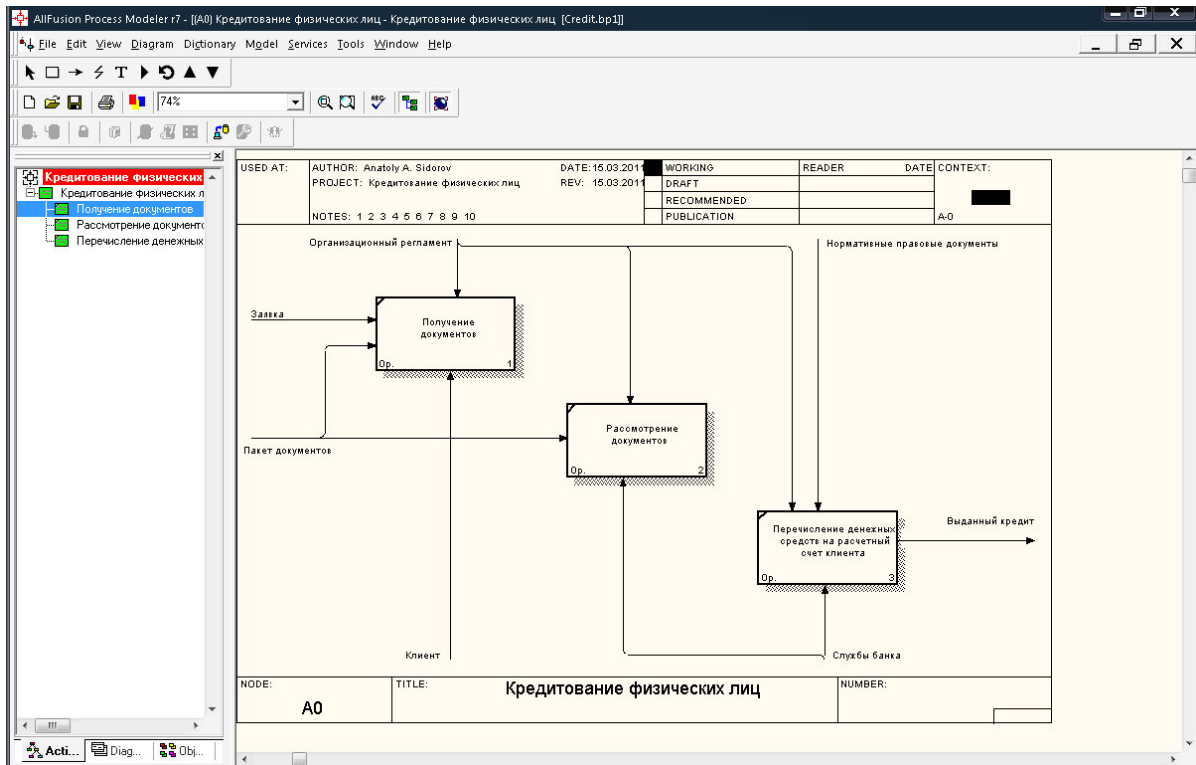 AllFusion Process Modeler r7 - [(A0) Кредитование физических лиц - Кредитование физических лиц [Credit.bp1]]
File Edit View Diagram Dictionary Model Services Tools Window Help
74%
Кредитование физических
Кредитование физических л
Получение документов
Рассмотрение документо
Перечисление денежных
Acti... Diag... Obj...
USED AT: AUTHOR: Anatoly A. Sidorov DATE: 15.03.2011 WORKING READER DATE CONTEXT:
PROJECT: Кредитование физических лиц REV: 15.03.2011 DRAFT
RECOMMENDED
NOTES: 1 2 3 4 5 6 7 8 9 10 PUBLICATION A-0
Организационный регламент Нормативные правовые документы
Заявка
Получение
документов
0р. 1
Рассмотрение
документов
0р. 2
Пакет документов
Перечисление денежных
средств на расчетный
счет клиента
0р. 3
Выданный кредит
Клиент Службы банка
NODE: TITLE: Кредитование физических лиц NUMBER:
A0